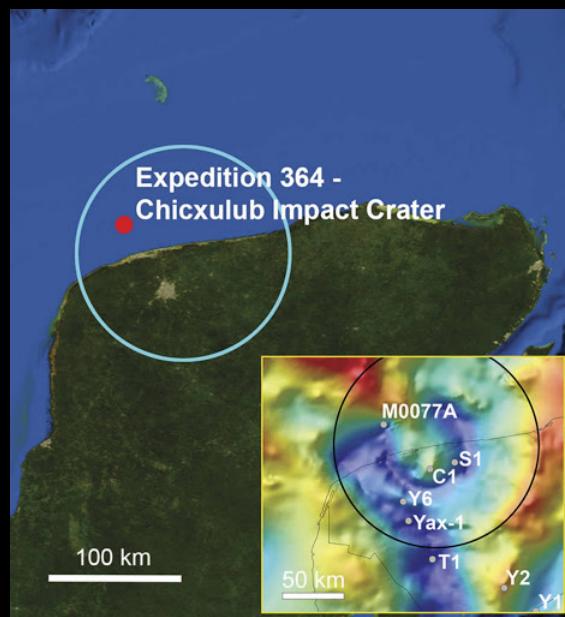 Expedition 364 -
Chicxulub Impact Crater
M0077A
S1
C1
Y6
Yax-1
T1
Y2
Y1
100 km
50 km